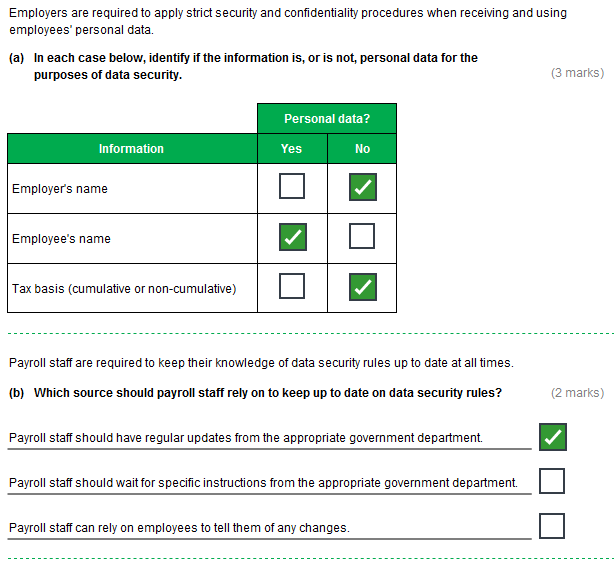 Employers are required to apply strict security and confidentiality procedures when receiving and using
employees' personal data.
(a) In each case below, identify if the information is, or is not, personal data for the
purposes of data security. (3 marks)
Personal data?
Information Yes No
Employer's name
Employee's name
Tax basis (cumulative or non-cumulative)
Payroll staff are required to keep their knowledge of data security rules up to date at all times.
(b) Which source should payroll staff rely on to keep up to date on data security rules? (2 marks)
Payroll staff should have regular updates from the appropriate government department.
Payroll staff should wait for specific instructions from the appropriate government department.
Payroll staff can rely on employees to tell them of any changes.